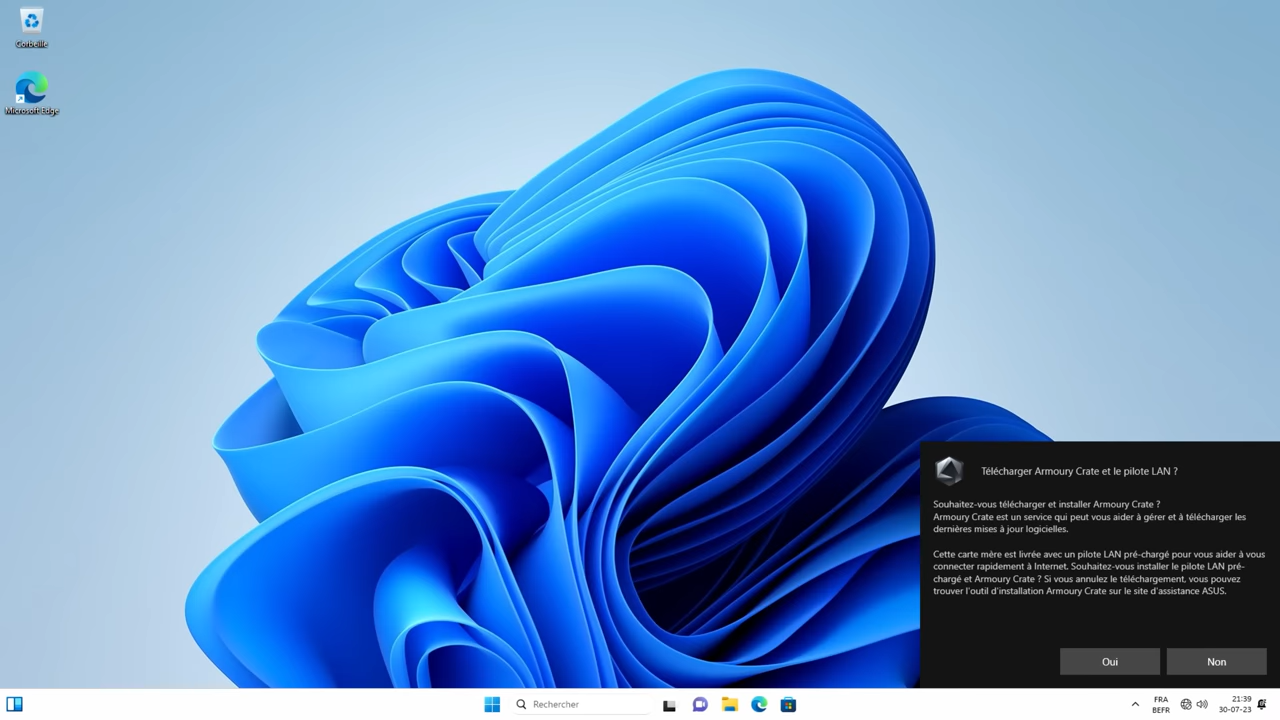 Corbeille
Microsoft Edge
Télécharger Armoury Crate et le pilote LAN ?
Souhaitez-vous télécharger et installer Armoury Crate ?
Armoury Crate est un service qui peut vous aider à gérer et à télécharger les
dernières mises à jour logicielles.
Cette carte mère est livrée avec un pilote LAN pré-chargé pour vous aider à vous
connecter rapidement à Internet. Souhaitez-vous installer le pilote LAN pré-
chargé et Armoury Crate ? Si vous annulez le téléchargement, vous pouvez
trouver l'outil d'installation Armoury Crate sur le site d'assistance ASUS.
Oui
Non
Rechercher
FRA
BEFR
21:39
30-07-23